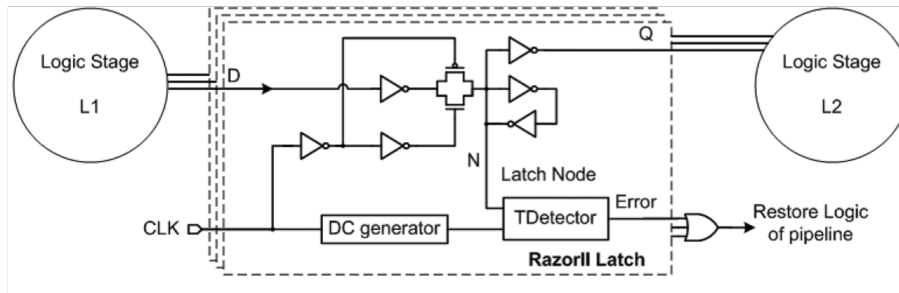 Logic Stage
L1
D
Q
Logic Stage
L2
N
Latch Node
CLK
DC generator
TDetector
Error
Restore Logic
of pipeline
RazorII Latch